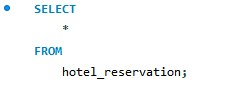 SELECT
*
FROM
hotel_reservation;